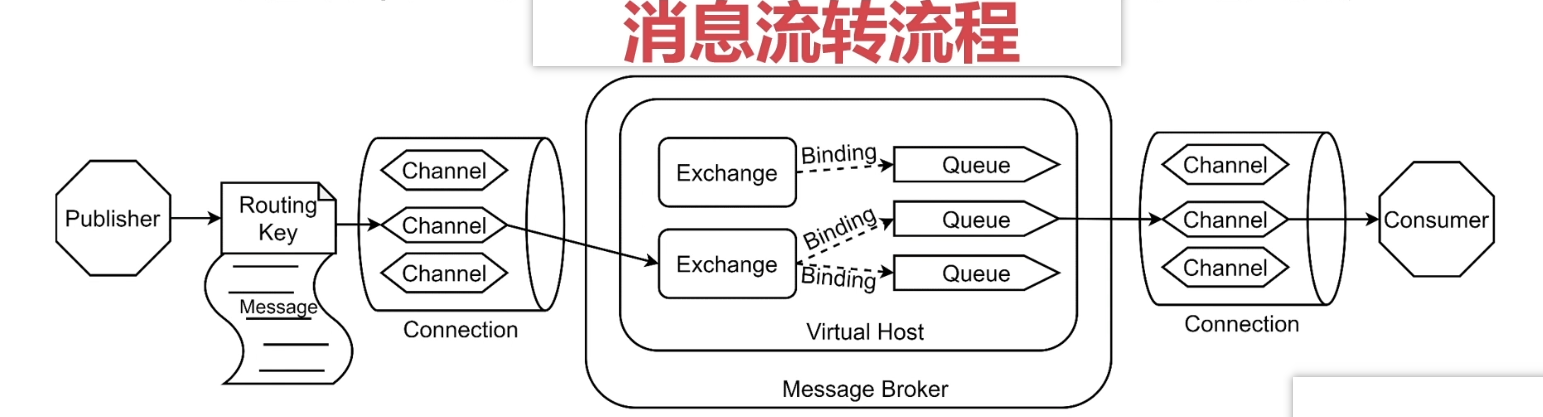 消息流转流程
Publisher
Routing
Key
Message
Channel
Channel
Channel
Connection
Exchange
Exchange
Binding
Binding
Binding
Queue
Queue
Queue
Virtual Host
Message Broker
Channel
Channel
Channel
Connection
Consumer